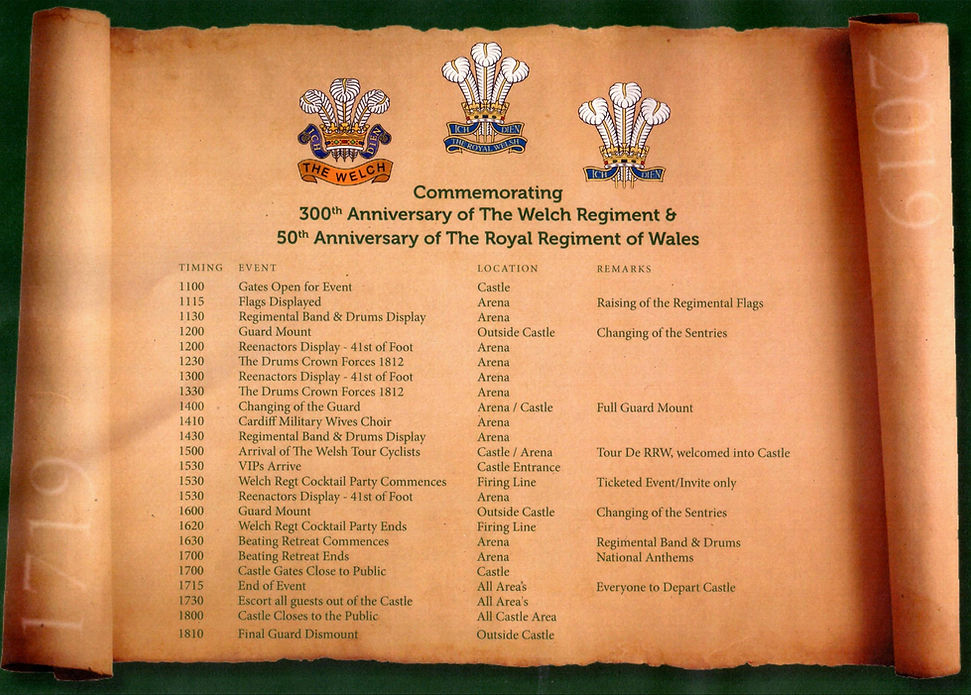 ICH DIEN
THE WELCH
ICH DIEN
THE ROYAL WELSH
ICH DIEN
2019
1719
Commemorating
300th Anniversary of The Welch Regiment &
50th Anniversary of The Royal Regiment of Wales
TIMING EVENT LOCATION REMARKS
1100 Gates Open for Event Castle
1115 Flags Displayed Arena Raising of the Regimental Flags
1130 Regimental Band & Drums Display Arena
1200 Guard Mount Outside Castle Changing of the Sentries
1200 Reenactors Display - 41st of Foot Arena
1230 The Drums Crown Forces 1812 Arena
1300 Reenactors Display - 41st of Foot Arena
1330 The Drums Crown Forces 1812 Arena
1400 Changing of the Guard Arena / Castle Full Guard Mount
1410 Cardiff Military Wives Choir Arena
1430 Regimental Band & Drums Display Arena
1500 Arrival of The Welsh Tour Cyclists Castle / Arena Tour De RRW, welcomed into Castle
1530 VIPs Arrive Castle Entrance
1530 Welch Regt Cocktail Party Commences Firing Line Ticketed Event/Invite only
1530 Reenactors Display - 41st of Foot Arena
1600 Guard Mount Outside Castle Changing of the Sentries
1620 Welch Regt Cocktail Party Ends Firing Line
1630 Beating Retreat Commences Arena Regimental Band & Drums
1700 Beating Retreat Ends Arena National Anthems
1700 Castle Gates Close to Public Castle
1715 End of Event All Area's Everyone to Depart Castle
1730 Escort all guests out of the Castle All Area's
1800 Castle Closes to the Public All Castle Area
1810 Final Guard Dismount Outside Castle